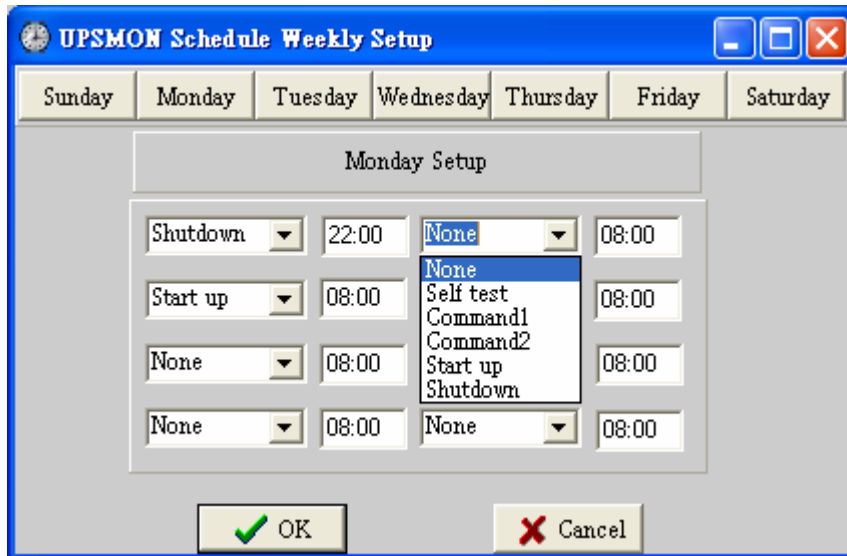 UPSMON Schedule Weekly Setup
Sunday Monday Tuesday Wednesday Thursday Friday Saturday
Monday Setup
Shutdown 22:00 None 08:00
None
Start up 08:00 Self test 08:00
Command1
Command2
None 08:00 Start up 08:00
Shutdown
None 08:00 None 08:00
OK Cancel